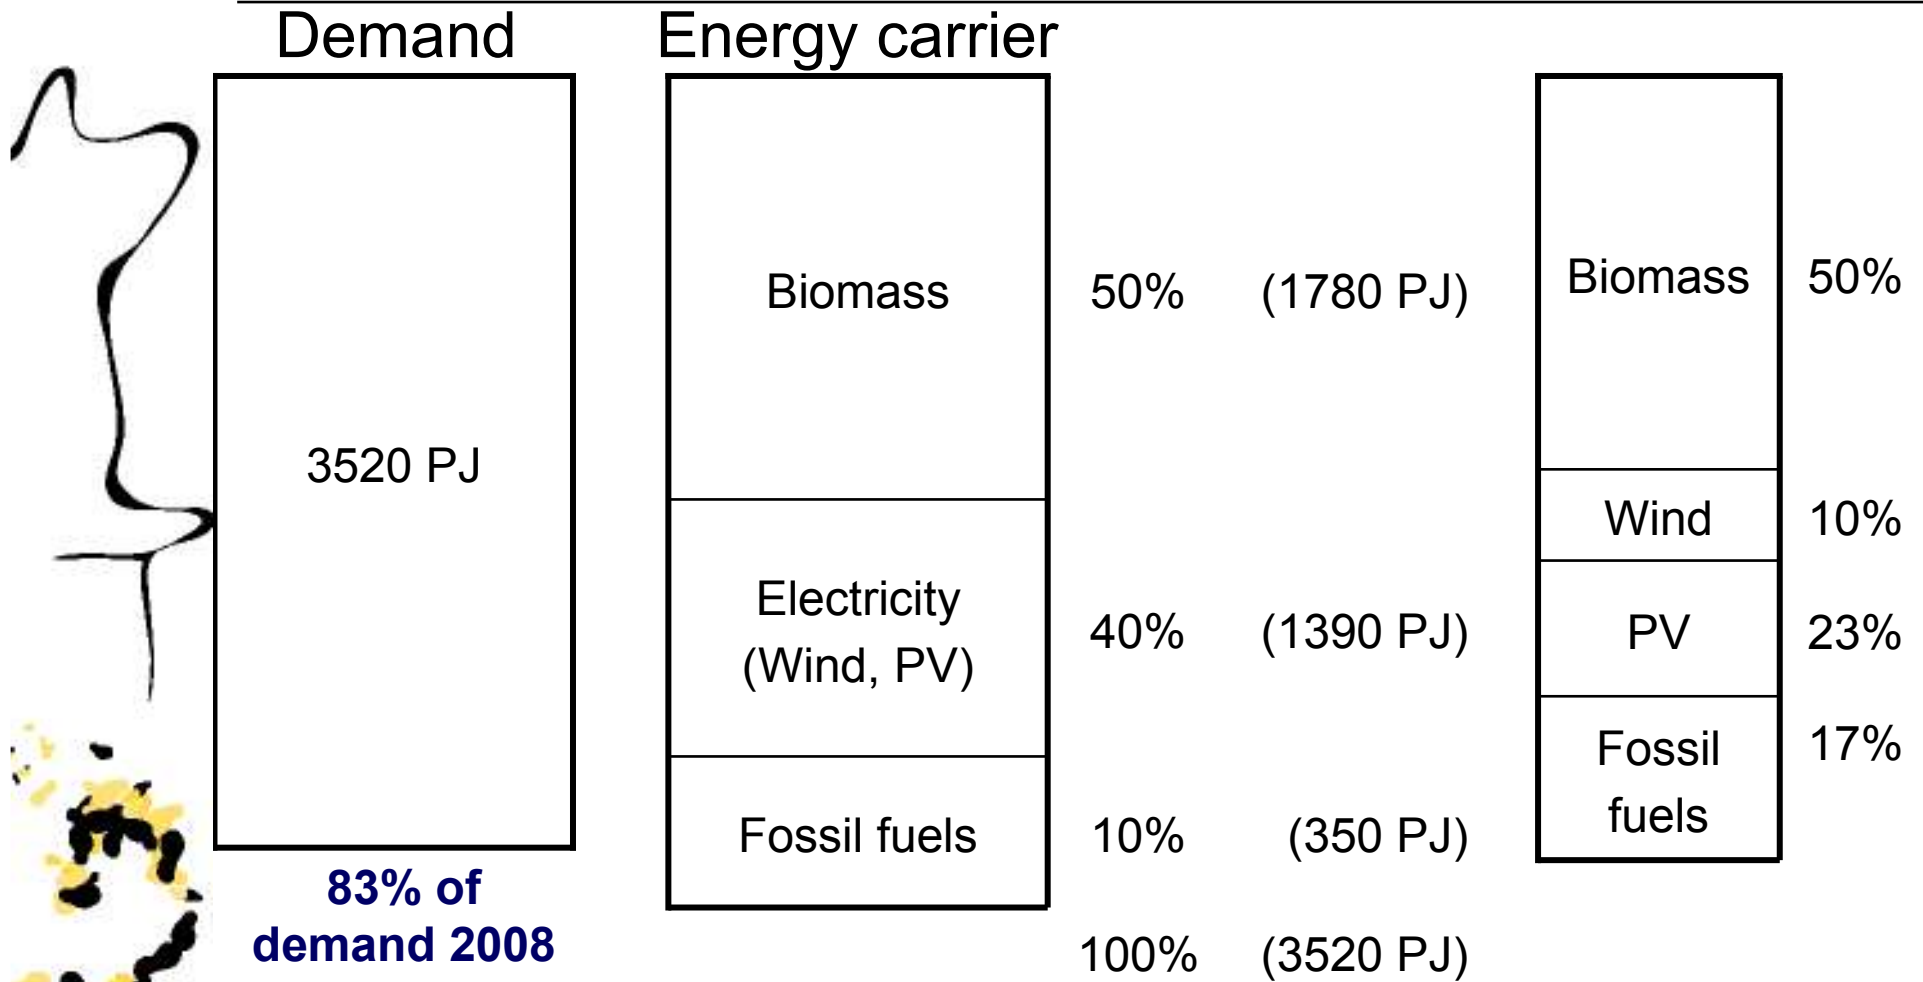 Demand
Energy carrier
3520 PJ
83% of
demand 2008
Biomass
50%
(1780 PJ)
Electricity
(Wind, PV)
40%
(1390 PJ)
Fossil fuels
10%
(350 PJ)
100%
(3520 PJ)
Biomass
50%
Wind
10%
PV
23%
Fossil
fuels
17%